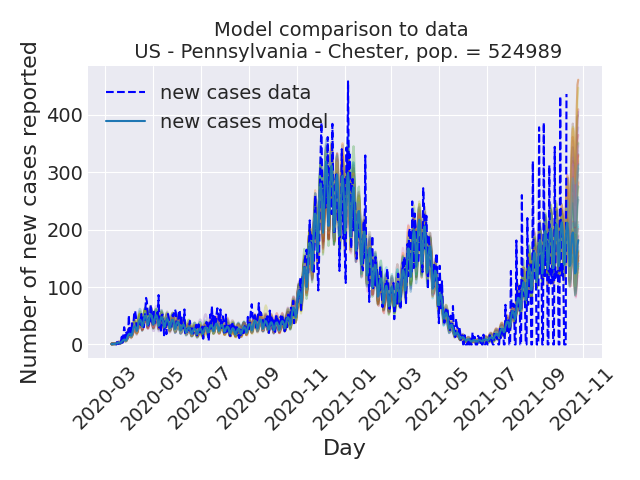 Model comparison to data
US - Pennsylvania - Chester, pop. = 524989
Number of new cases reported
400
300
200
100
0
new cases data
new cases model
2020-03
2020-05
2020-07
2020-09
2020-11
2021-01
2021-03
2021-05
2021-07
2021-09
2021-11
Day